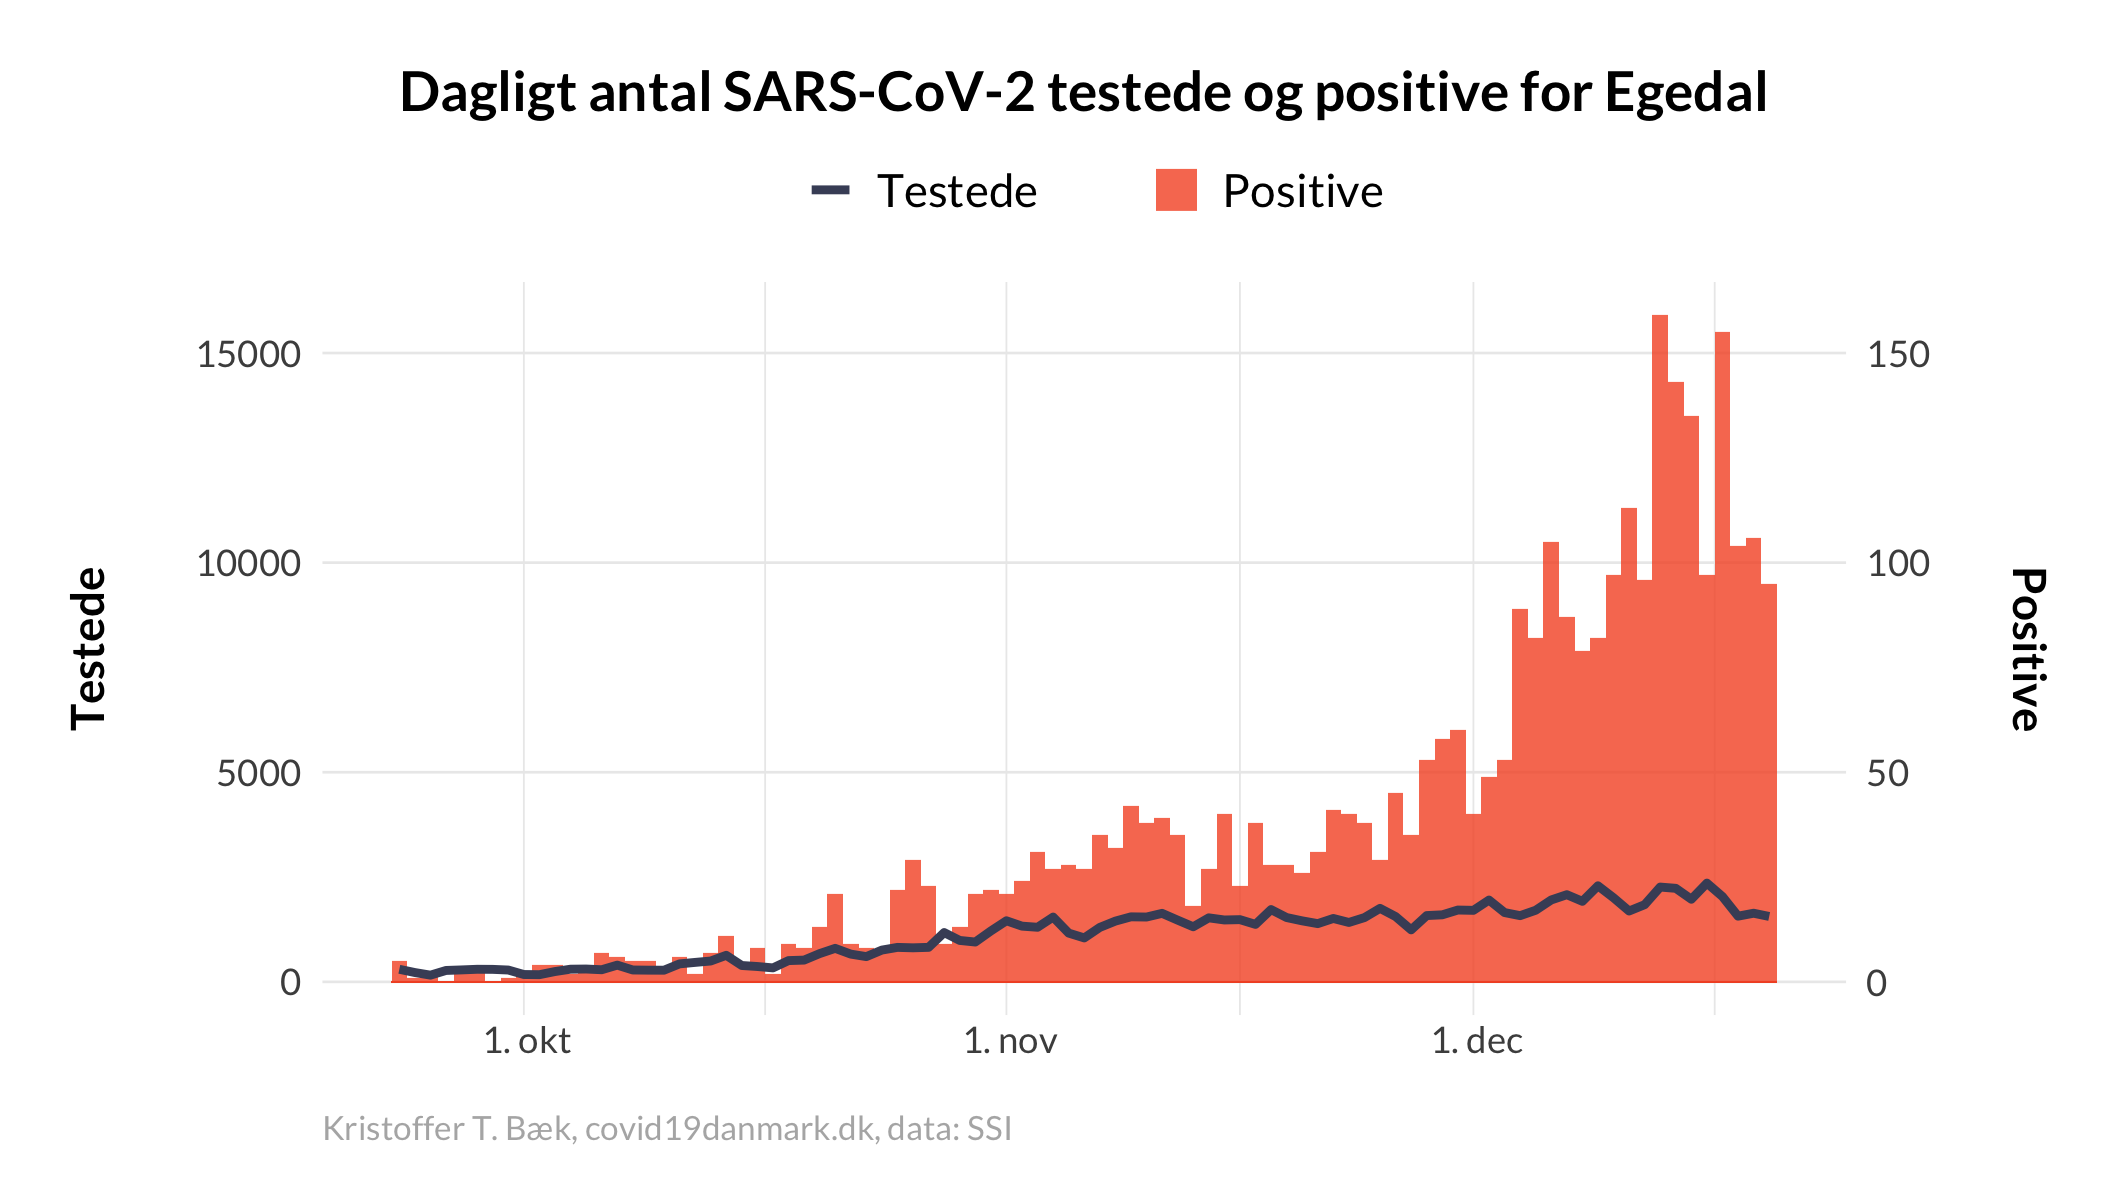 Dagligt antal SARS-CoV-2 testede og positive for Egedal
Testede
Positive
15000
10000
5000
0
Testede
150
100
50
0
Positive
1. okt
1. nov
1. dec
Kristoffer T. Bæk, covid19danmark.dk, data: SSI